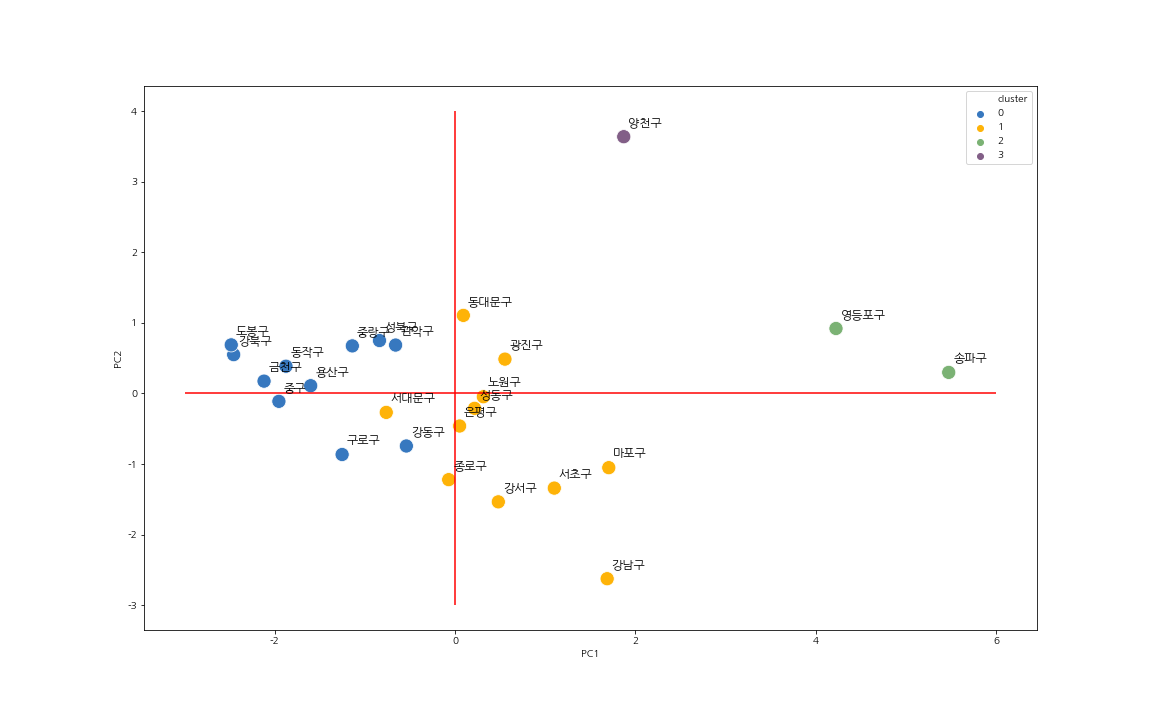 cluster
0
1
2
3
4
3
2
1
0
-1
-2
-3
PC2
양천구
동대문구
영등포구
도봉구
강북구
중랑구
성북구
관악구
광진구
동작구
금천구
용산구
중구
송파구
노원구
성동구
서대문구
은평구
구로구
강동구
종로구
마포구
서초구
강서구
강남구
-2
0
2
4
6
PC1